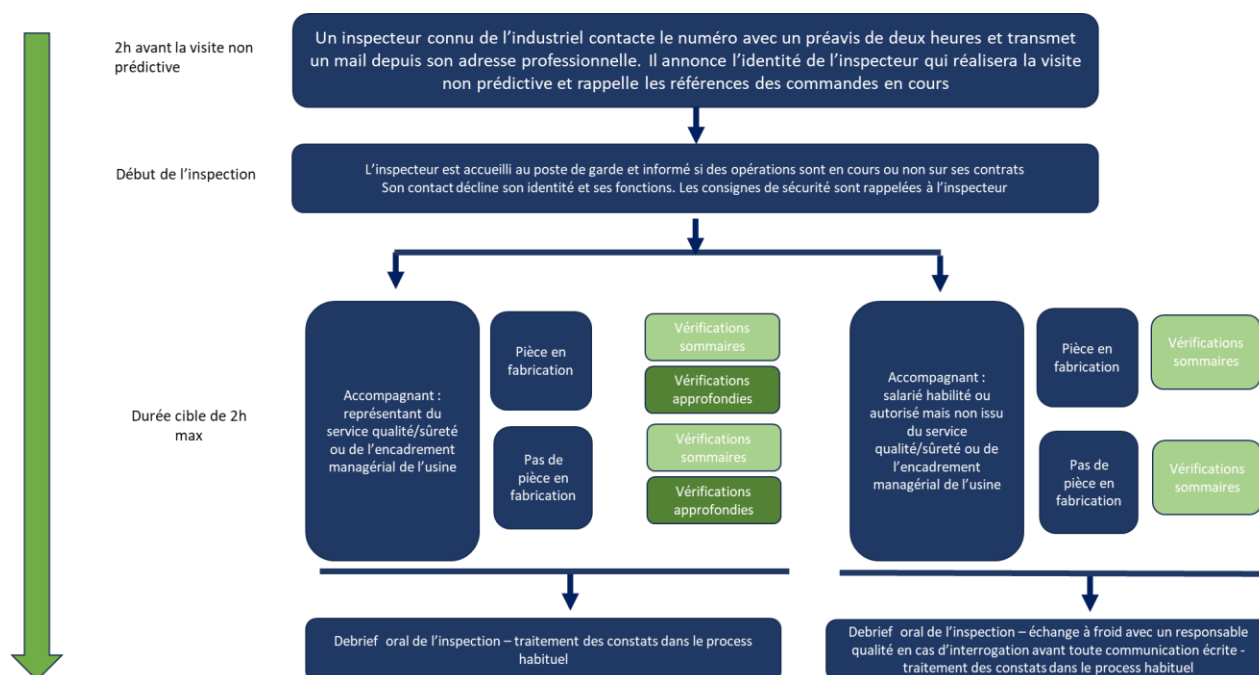 2h avant la visite non
prédictive
Un inspecteur connu de l’industriel contacte le numéro avec un préavis de deux heures et transmet
un mail depuis son adresse professionnelle. Il annonce l’identité de l’inspecteur qui réalisera la visite
non prédictive et rappelle les références des commandes en cours
Début de l’inspection
L’inspecteur est accueilli au poste de garde et informé si des opérations sont en cours ou non sur ses contrats
Son contact décline son identité et ses fonctions. Les consignes de sécurité sont rappelées à l’inspecteur
Durée cible de 2h
max
Accompagnant :
représentant du
service qualité/sûreté
ou de l’encadrement
managérial de l’usine
Pièce en
fabrication
Vérifications
sommaires
Vérifications
approfondies
Pas de
pièce en
fabrication
Vérifications
sommaires
Vérifications
approfondies
Accompagnant :
salarié habilité ou
autorisé mais non issu
du service
qualité/sûreté ou de
l’encadrement
managérial de l’usine
Pièce en
fabrication
Vérifications
sommaires
Pas de
pièce en
fabrication
Vérifications
sommaires
Debrief oral de l’inspection – traitement des constats dans le process
habituel
Debrief oral de l’inspection – échange à froid avec un responsable
qualité en cas d’interrogation avant toute communication écrite -
traitement des constats dans le process habituel